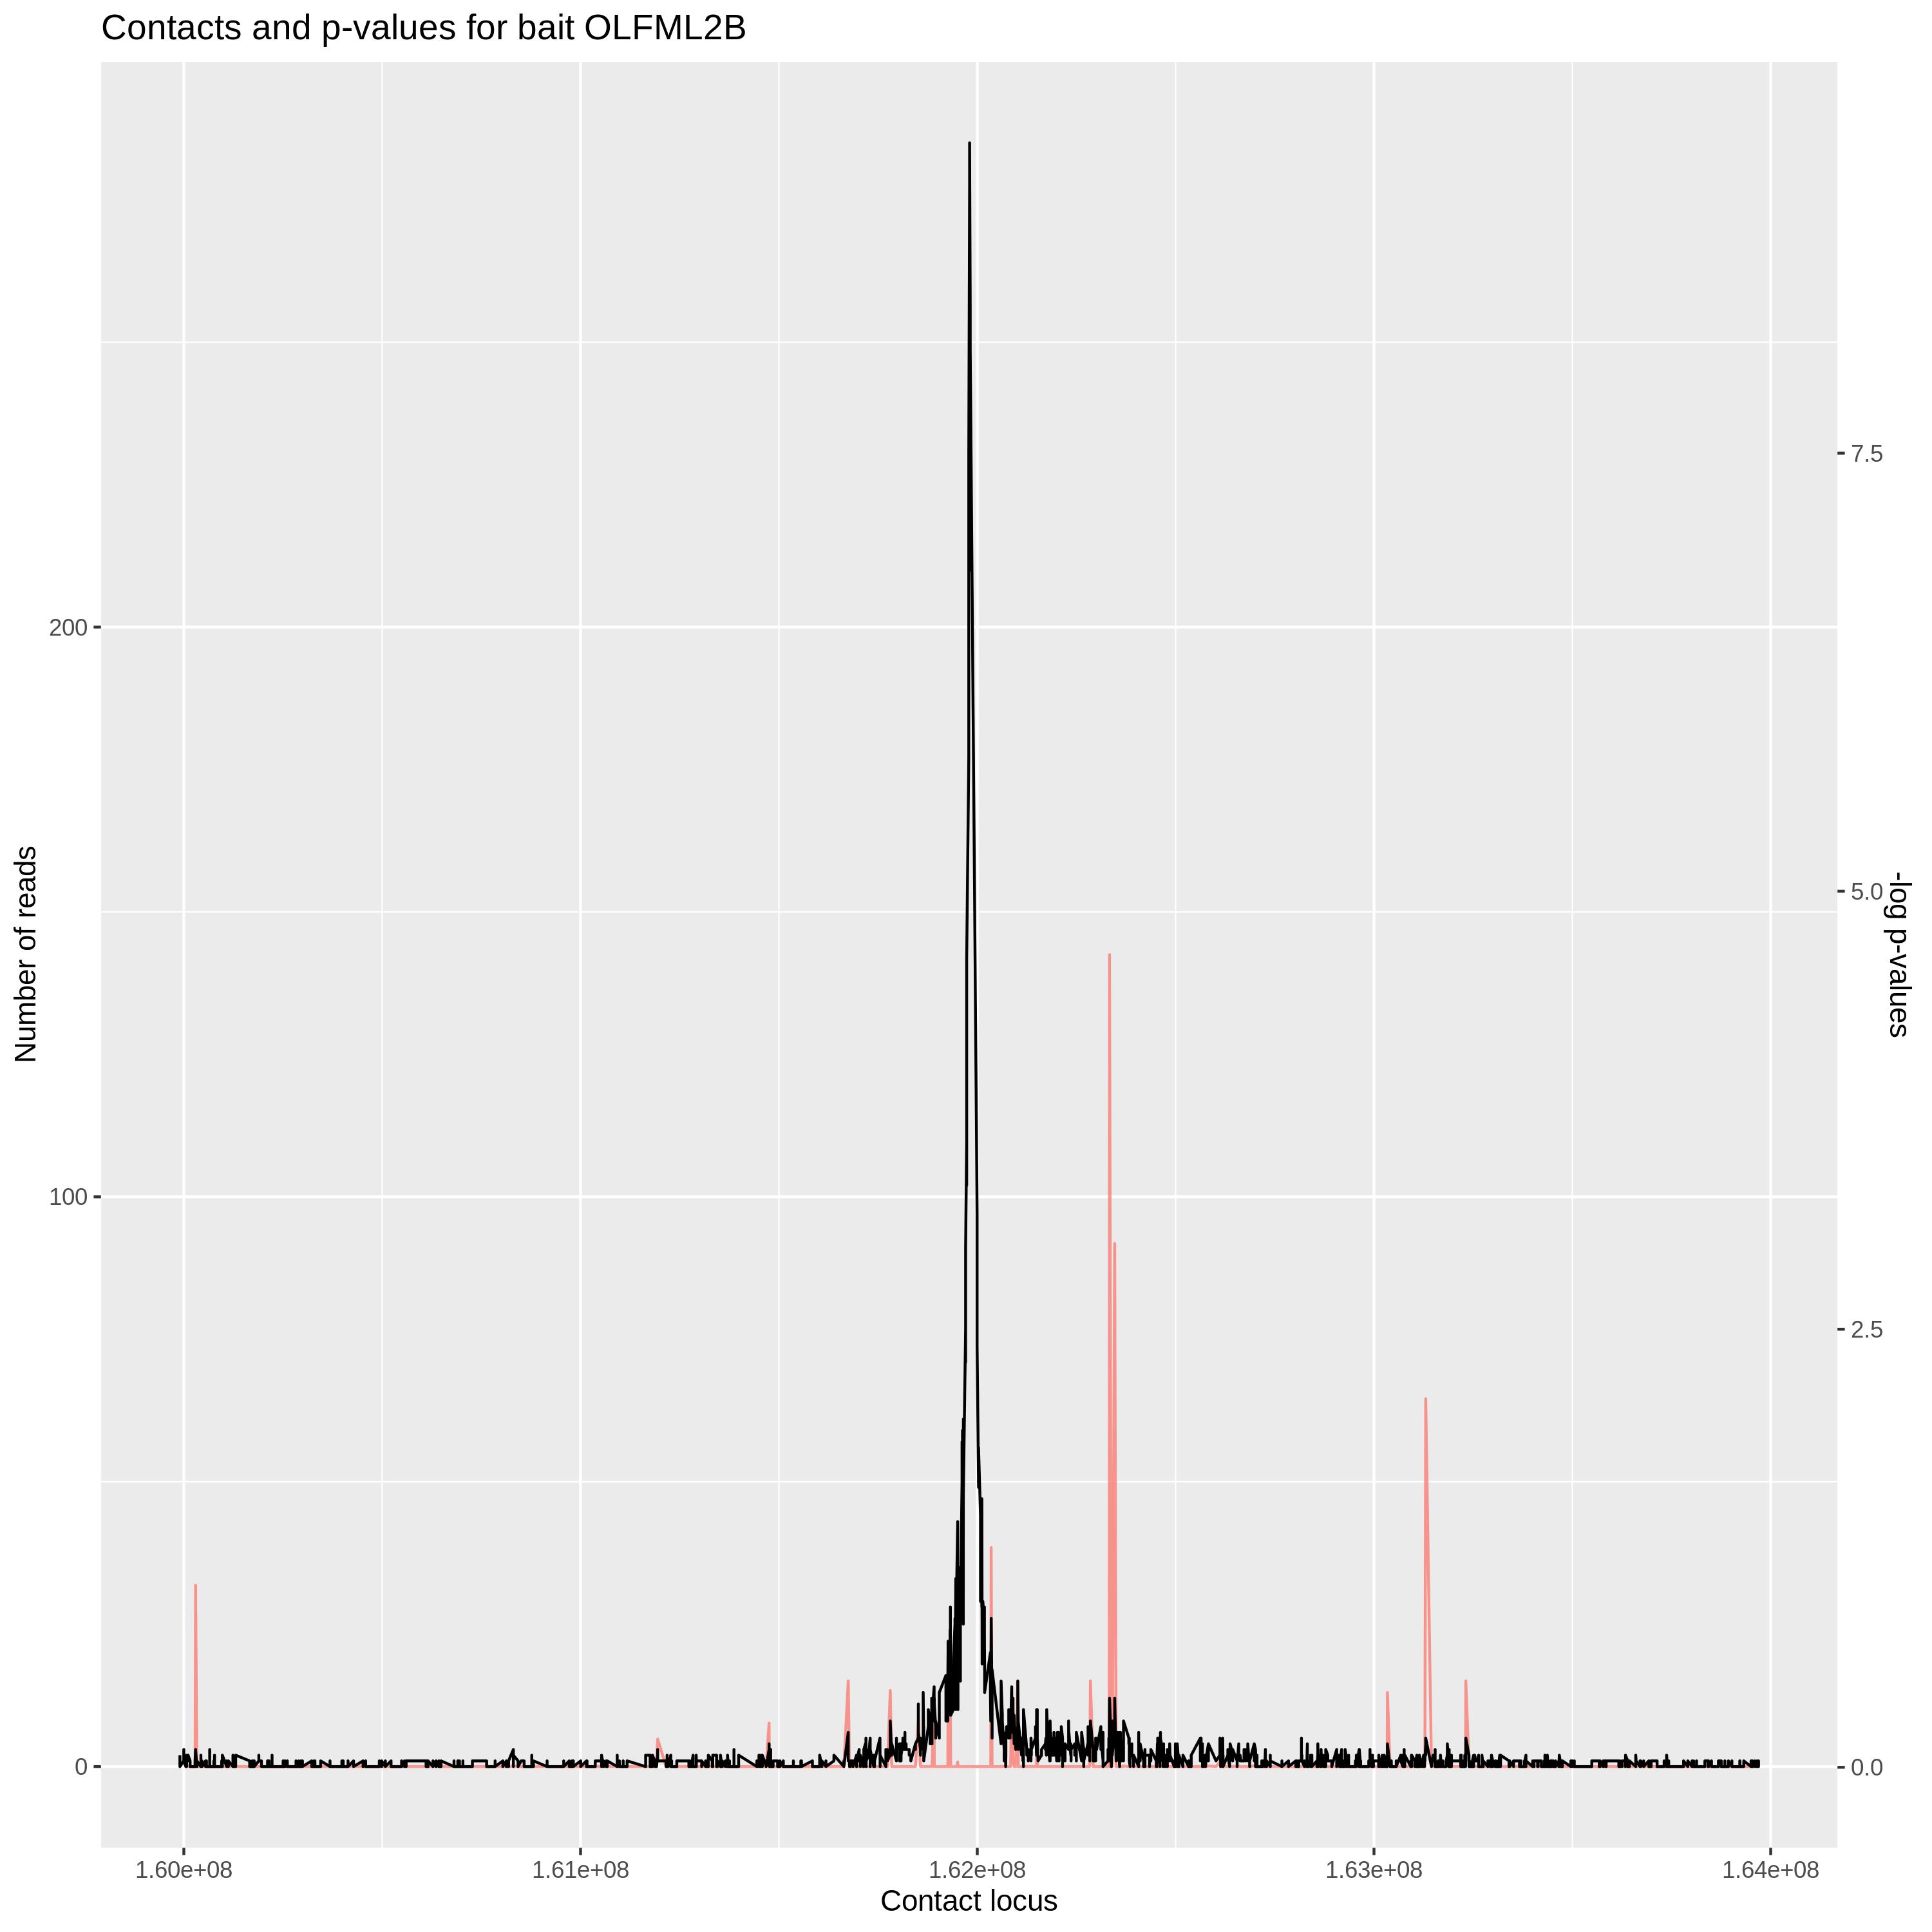 Contacts and p-values for bait OLFML2B
Number of reads
200
100
0
7.5
5.0
2.5
0.0
-log p-values
1.60e+08
1.61e+08
1.62e+08
1.63e+08
1.64e+08
Contact locus